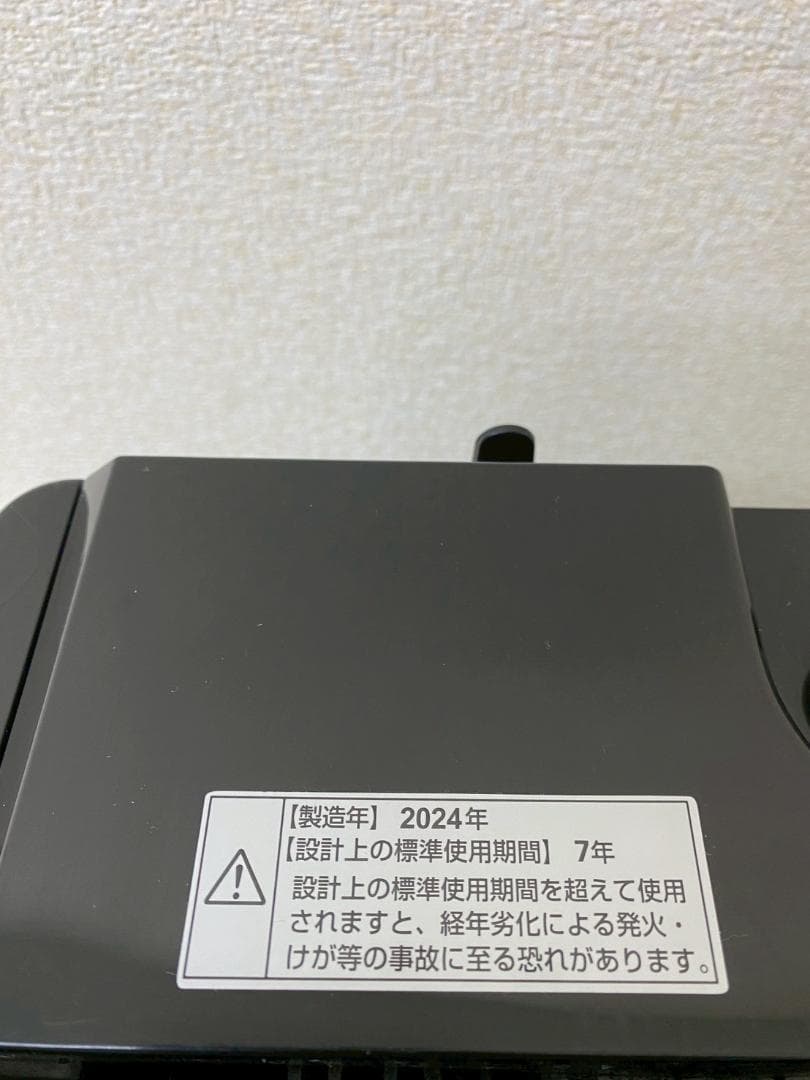 【製造年】 2024年
【設計上の標準使用期間】 7年
設計上の標準使用期間を超えて使用
されますと、経年劣化による発火・
けが等の事故に至る恐れがあります。